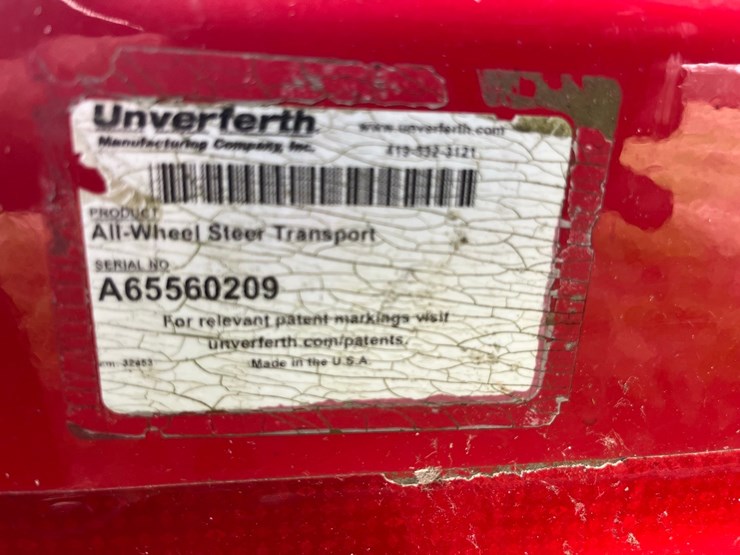 Unverferth
Manufacturing Company, Inc.
www.unverferth.com
419-532-3121
PRODUCT
All-Wheel Steer Transport
SERIAL NO
A65560209
For relevant patent markings visit
unverferth.com/patents.
Made in the U.S.A